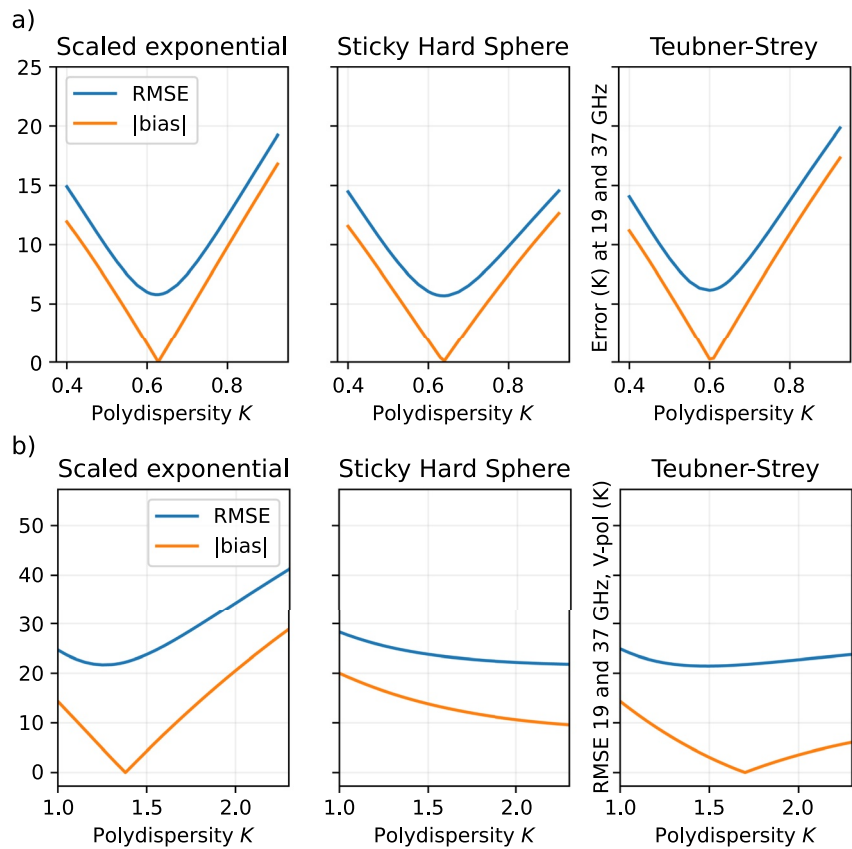 a)
Scaled exponential
Sticky Hard Sphere
Teubner-Strey
25
20
15
10
5
0
RMSE
|bias|
Error (K) at 19 and 37 GHz
0.4 0.6 0.8
0.4 0.6 0.8
0.4 0.6 0.8
Polydispersity K
Polydispersity K
Polydispersity K
b)
Scaled exponential
Sticky Hard Sphere
Teubner-Strey
50
40
30
20
10
0
RMSE
|bias|
RMSE 19 and 37 GHz, V-pol (K)
1.0 1.5 2.0
1.0 1.5 2.0
1.0 1.5 2.0
Polydispersity K
Polydispersity K
Polydispersity K